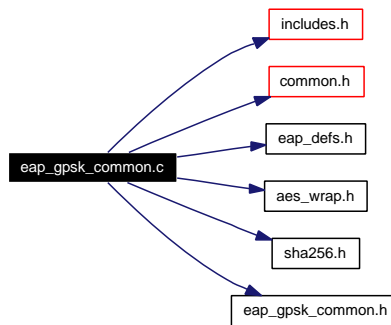 includes.h
common.h
eap_defs.h
eap_gpsk_common.c
aes_wrap.h
sha256.h
eap_gpsk_common.h